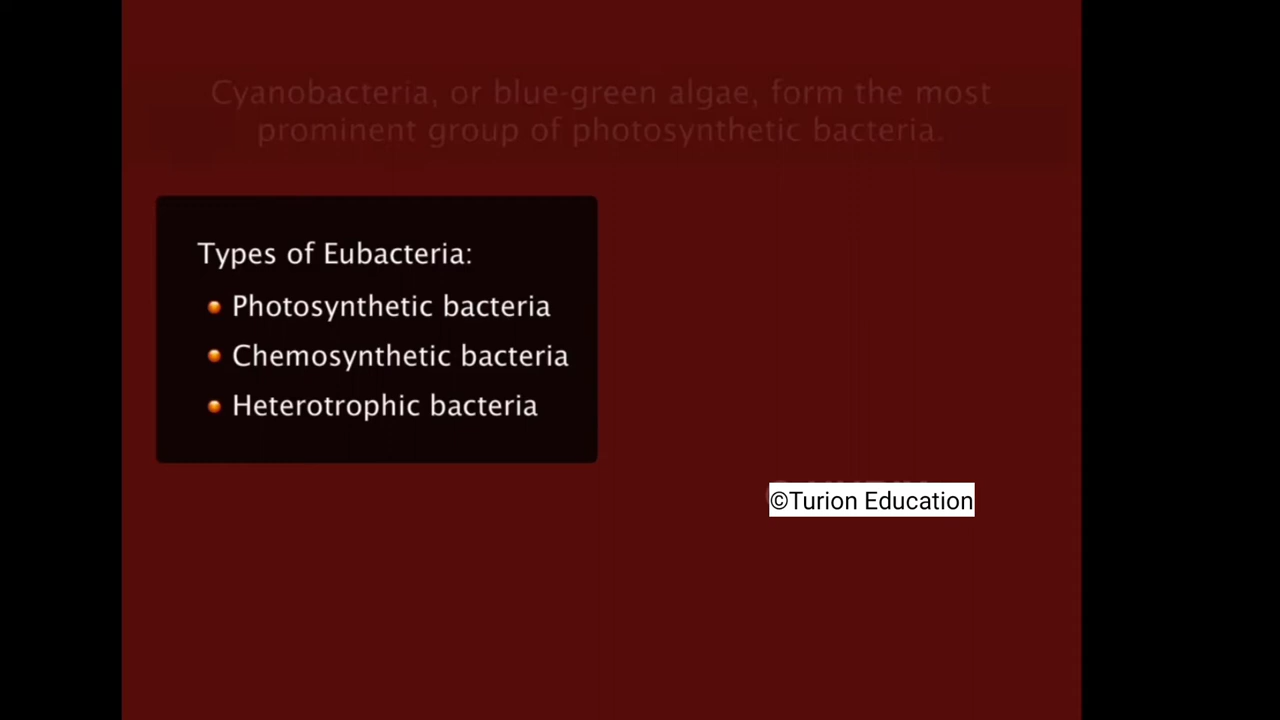 Cyanobacteria, or blue-green algae, form the most
prominent group of photosynthetic bacteria.
Types of Eubacteria:
Photosynthetic bacteria
Chemosynthetic bacteria
Heterotrophic bacteria
©Turion Education